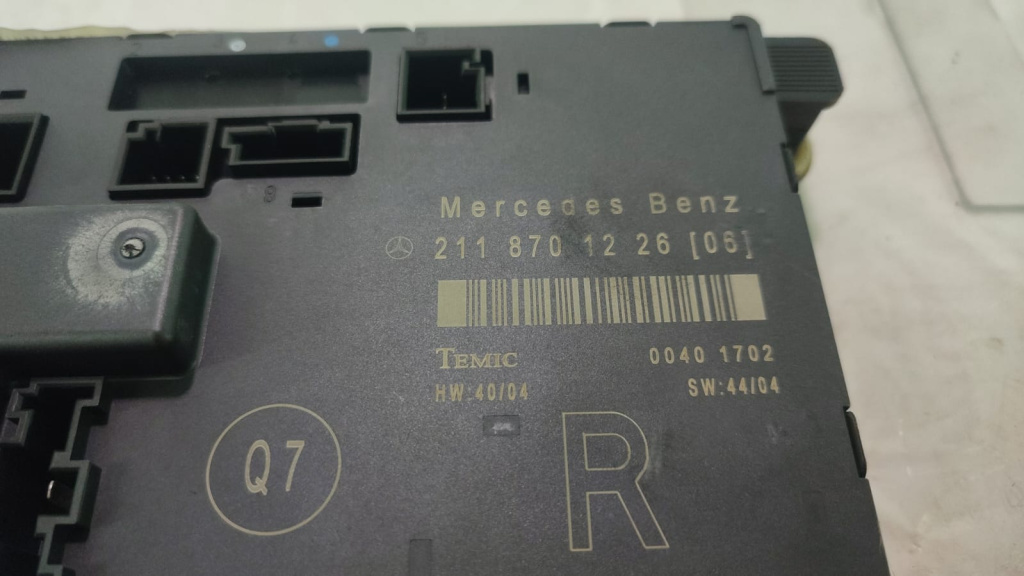 Mercedes Benz
211 870 12 26 [06]
TEMIC
0040 1702
HW:40/04
SW:44/04
Q7
R